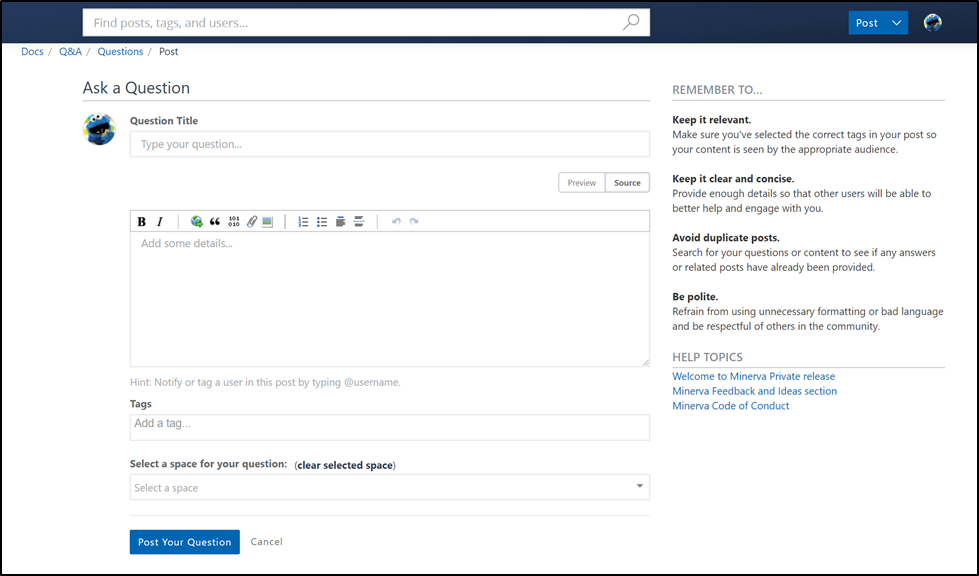 Find posts, tags, and users...
Post
Docs / Q&A / Questions / Post
Ask a Question
Question Title
Type your question...
Preview Source
B I
101
010
Add some details...
Hint: Notify or tag a user in this post by typing @username.
Tags
Add a tag...
Select a space for your question: (clear selected space)
Select a space
Post Your Question Cancel
REMEMBER TO...
Keep it relevant.
Make sure you've selected the correct tags in your post so
your content is seen by the appropriate audience.
Keep it clear and concise.
Provide enough details so that other users will be able to
better help and engage with you.
Avoid duplicate posts.
Search for your questions or content to see if any answers
or related posts have already been provided.
Be polite.
Refrain from using unnecessary formatting or bad language
and be respectful of others in the community.
HELP TOPICS
Welcome to Minerva Private release
Minerva Feedback and Ideas section
Minerva Code of Conduct